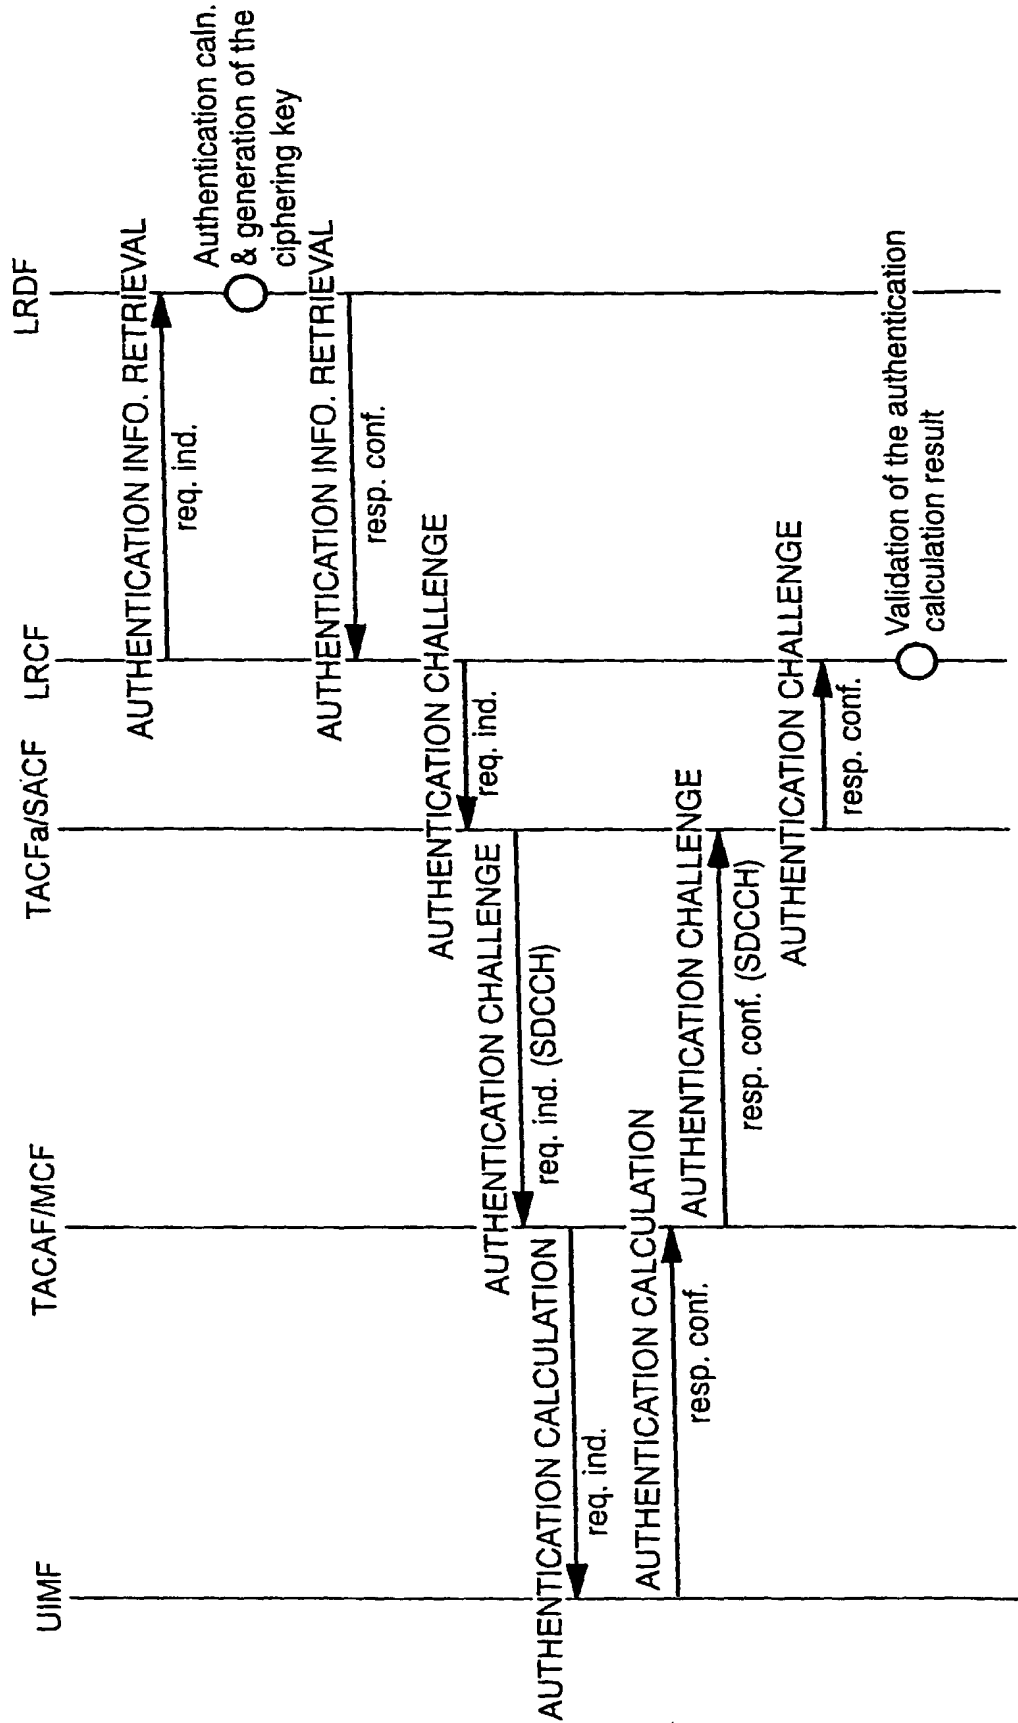 UIMF
TACAF/MCF
TACFa/SACF
LRCF
LRDF
AUTHENTICATION INFO. RETRIEVAL
req. ind.
Authentication caln.
& generation of the
ciphering key
AUTHENTICATION INFO. RETRIEVAL
resp. conf.
AUTHENTICATION CHALLENGE
req. ind.
AUTHENTICATION CHALLENGE
req. ind. (SDCCH)
AUTHENTICATION CALCULATION
req. ind.
AUTHENTICATION CALCULATION
resp. conf.
AUTHENTICATION CHALLENGE
resp. conf. (SDCCH)
AUTHENTICATION CHALLENGE
resp. conf.
Validation of the authentication
calculation result